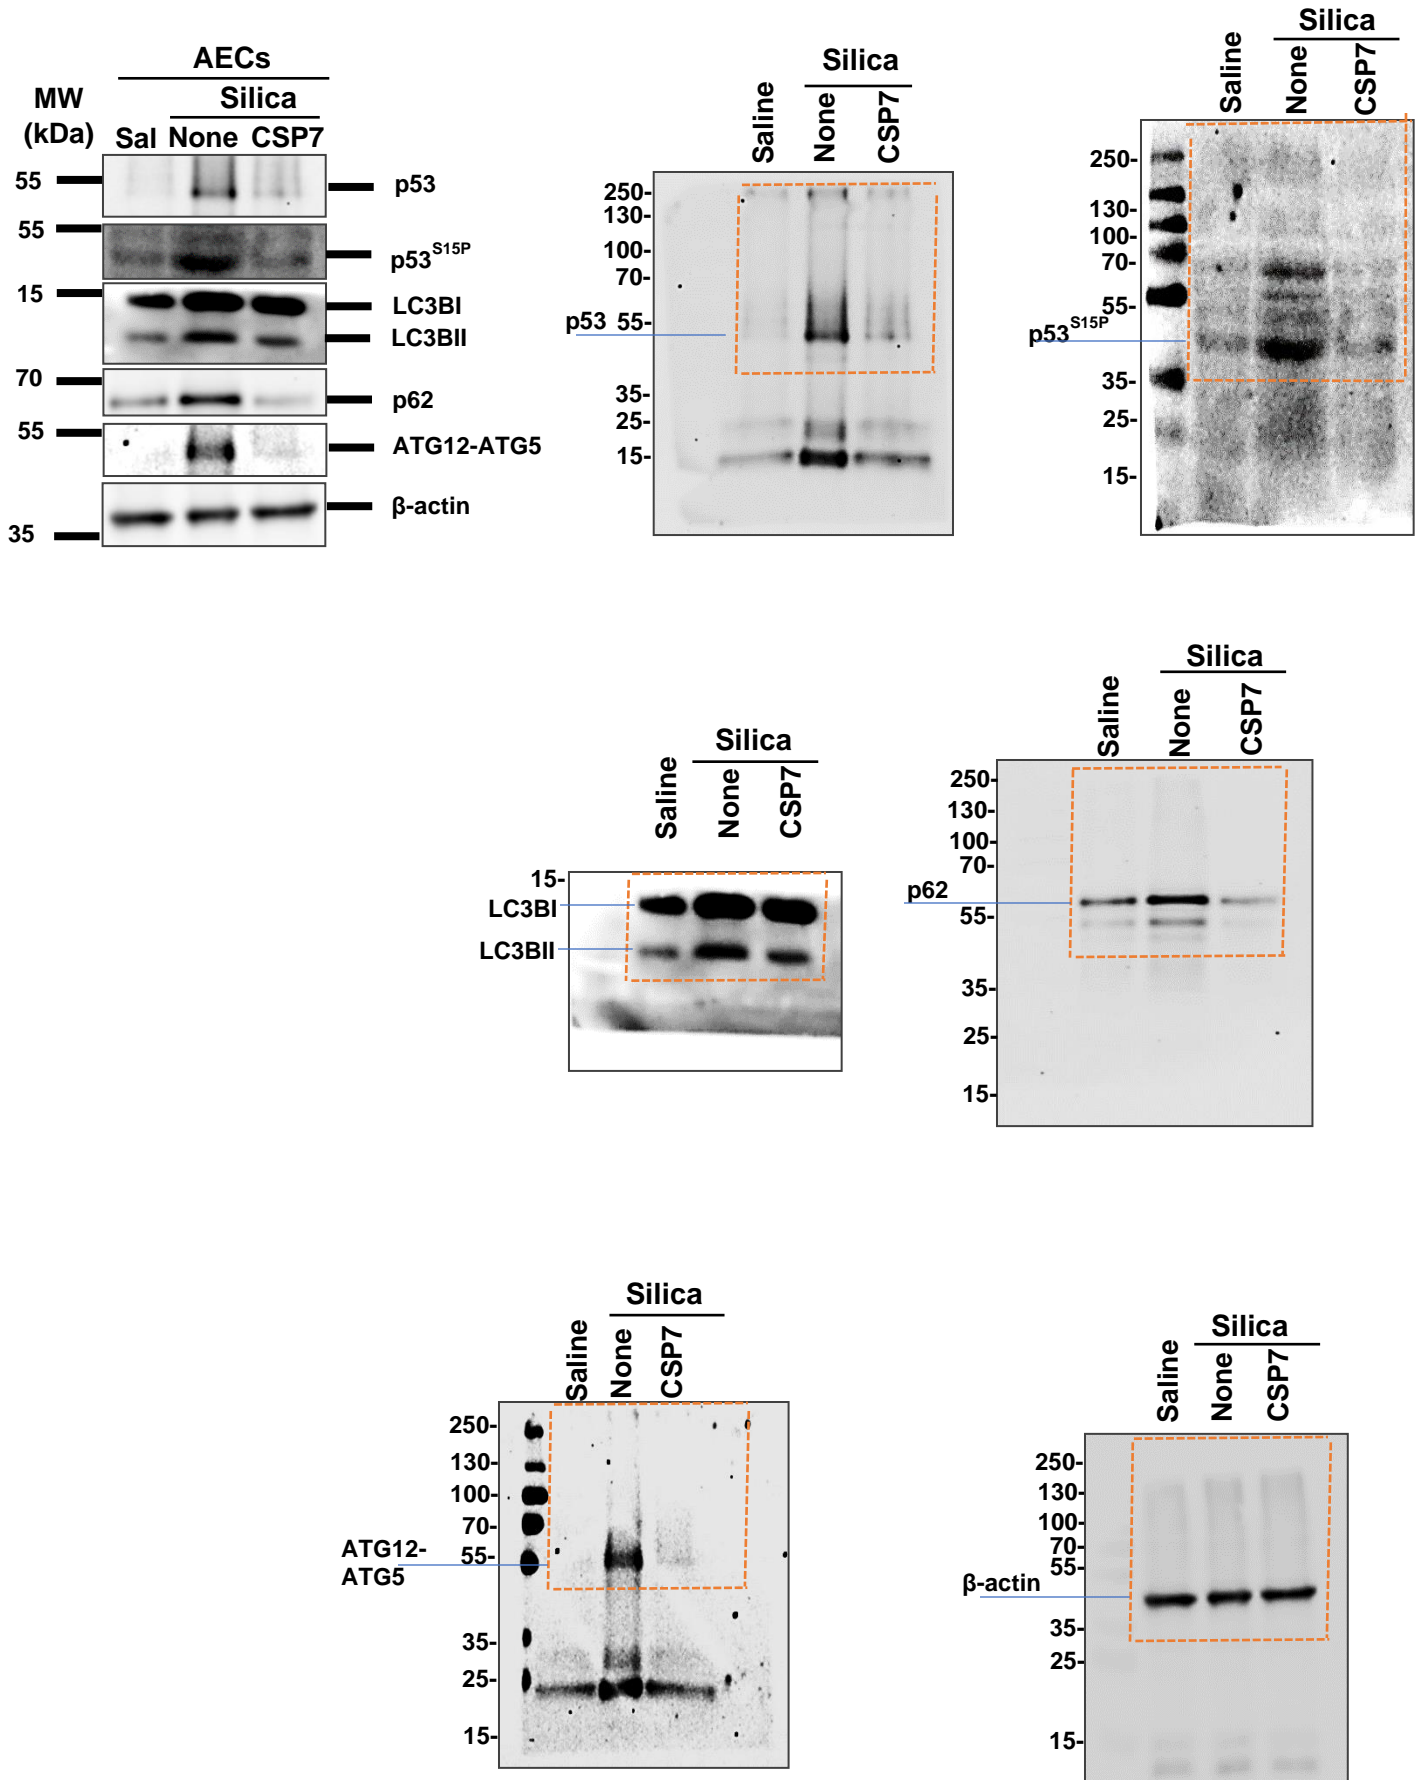 AECs
MW
(kDa)
Silica
Sal None CSP7
55
p53
55
p53S15P
15
LC3BI
LC3BII
70
p62
55
ATG12-ATG5
β-actin
35
Silica
Saline
None
CSP7
250-
130-
100-
70-
p53 55-
35-
25-
15-
Silica
Saline
None
CSP7
250-
130-
100-
70-
55-
p53S15P
35-
25-
15-
Silica
Saline
None
CSP7
15-
LC3BI
LC3BII
Silica
Saline
None
CSP7
250-
130-
100-
70-
p62
55-
35-
25-
15-
Silica
Saline
None
CSP7
250-
130-
100-
70-
ATG12-
ATG5
55-
35-
25-
15-
Silica
Saline
None
CSP7
250-
130-
100-
70-
55-
β-actin
35-
25-
15-